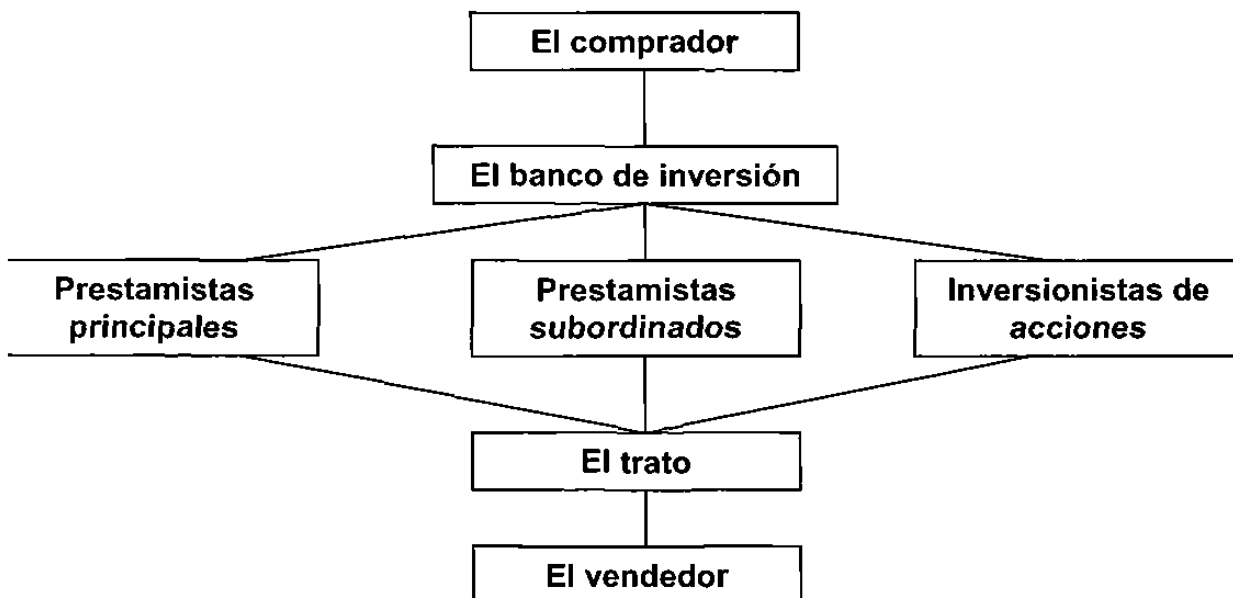 El comprador
El banco de inversión
Prestamistas
principales
Prestamistas
subordinados
Inversionistas de
acciones
El trato
El vendedor